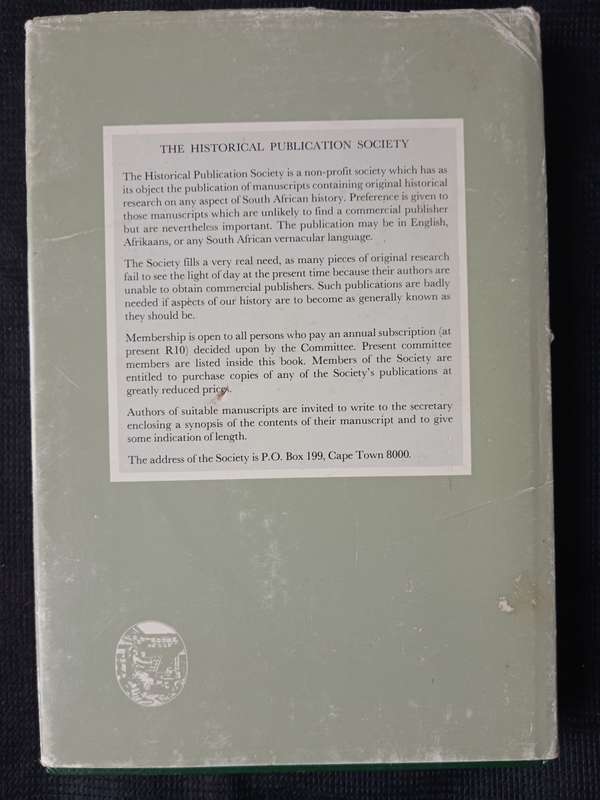 THE HISTORICAL PUBLICATION SOCIETY
The Historical Publication Society is a non-profit society which has as
its object the publication of manuscripts containing original historical
research on any aspect of South African history. Preference is given to
those manuscripts which are unlikely to find a commercial publisher
but are nevertheless important. The publication may be in English,
Afrikaans, or any South African vernacular language.
The Society fills a very real need, as many pieces of original research
fail to see the light of day at the present time because their authors are
unable to obtain commercial publishers. Such publications are badly
needed if aspects of our history are to become as generally known as
they should be.
Membership is open to all persons who pay an annual subscription (at
present R10) decided upon by the Committee. Present committee
members are listed inside this book. Members of the Society are
entitled to purchase copies of any of the Society's publications at
greatly reduced prices.
Authors of suitable manuscripts are invited to write to the secretary
enclosing a synopsis of the contents of their manuscript and to give
some indication of length.
The address of the Society is P.O. Box 199, Cape Town 8000.